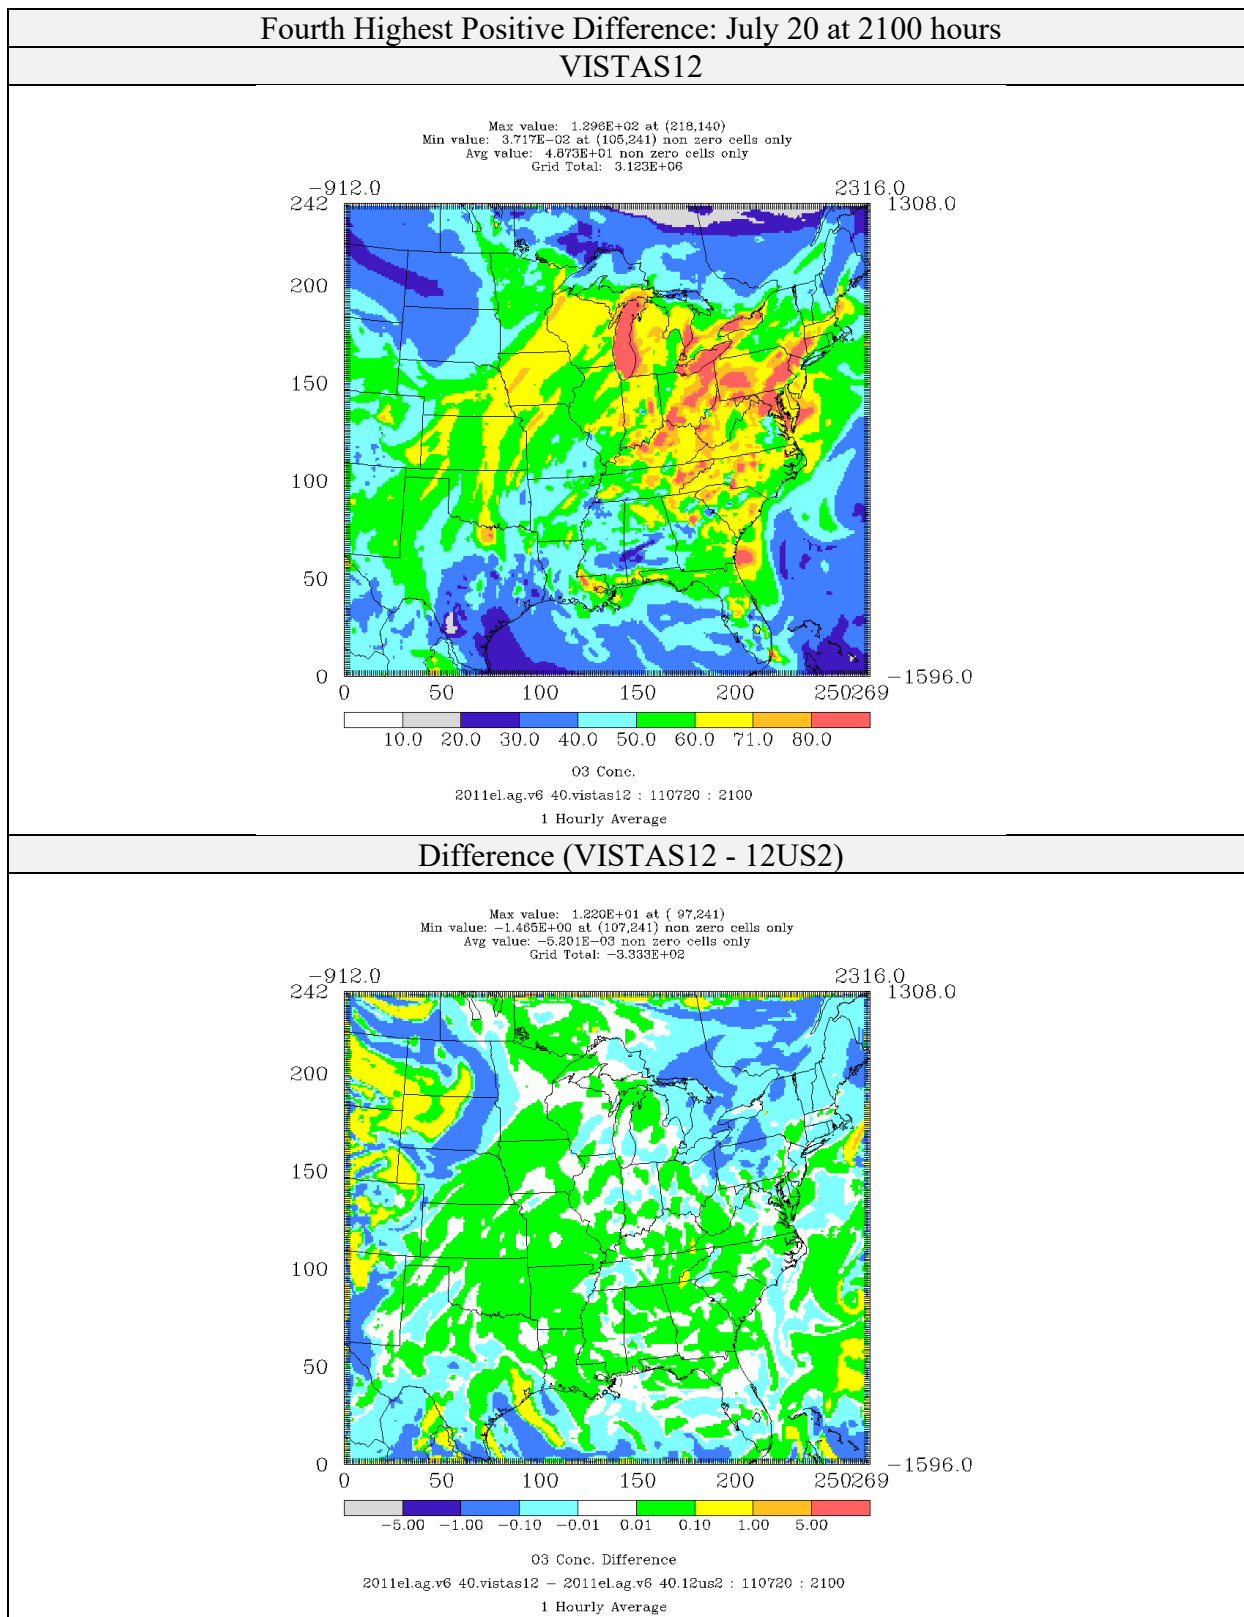 Fourth Highest Positive Difference: July 20 at 2100 hours
VISTAS12
Max value: 1.296E+02 at (218,140)
Min value: 3.717E-02 at (105,241) non zero cells only
Avg value: 4.873E+01 non zero cells only
Grid Total: 3.123E+06
-912.0 2316.0
242 1308.0
200
150
100
50
0 -1596.0
0 50 100 150 200 250269
10.0 20.0 30.0 40.0 50.0 60.0 71.0 80.0
O3 Conc.
2011el.ag.v6 40.vistas12 : 110720 : 2100
1 Hourly Average
Difference (VISTAS12 - 12US2)
Max value: 1.220E+01 at ( 97,241)
Min value: -1.465E+00 at (107,241) non zero cells only
Avg value: -5.201E-03 non zero cells only
Grid Total: -3.333E+02
-912.0 2316.0
242 1308.0
200
150
100
50
0 -1596.0
0 50 100 150 200 250269
-5.00 -1.00 -0.10 -0.01 0.01 0.10 1.00 5.00
O3 Conc. Difference
2011el.ag.v6 40.vistas12 - 2011el.ag.v6 40.12us2 : 110720 : 2100
1 Hourly Average